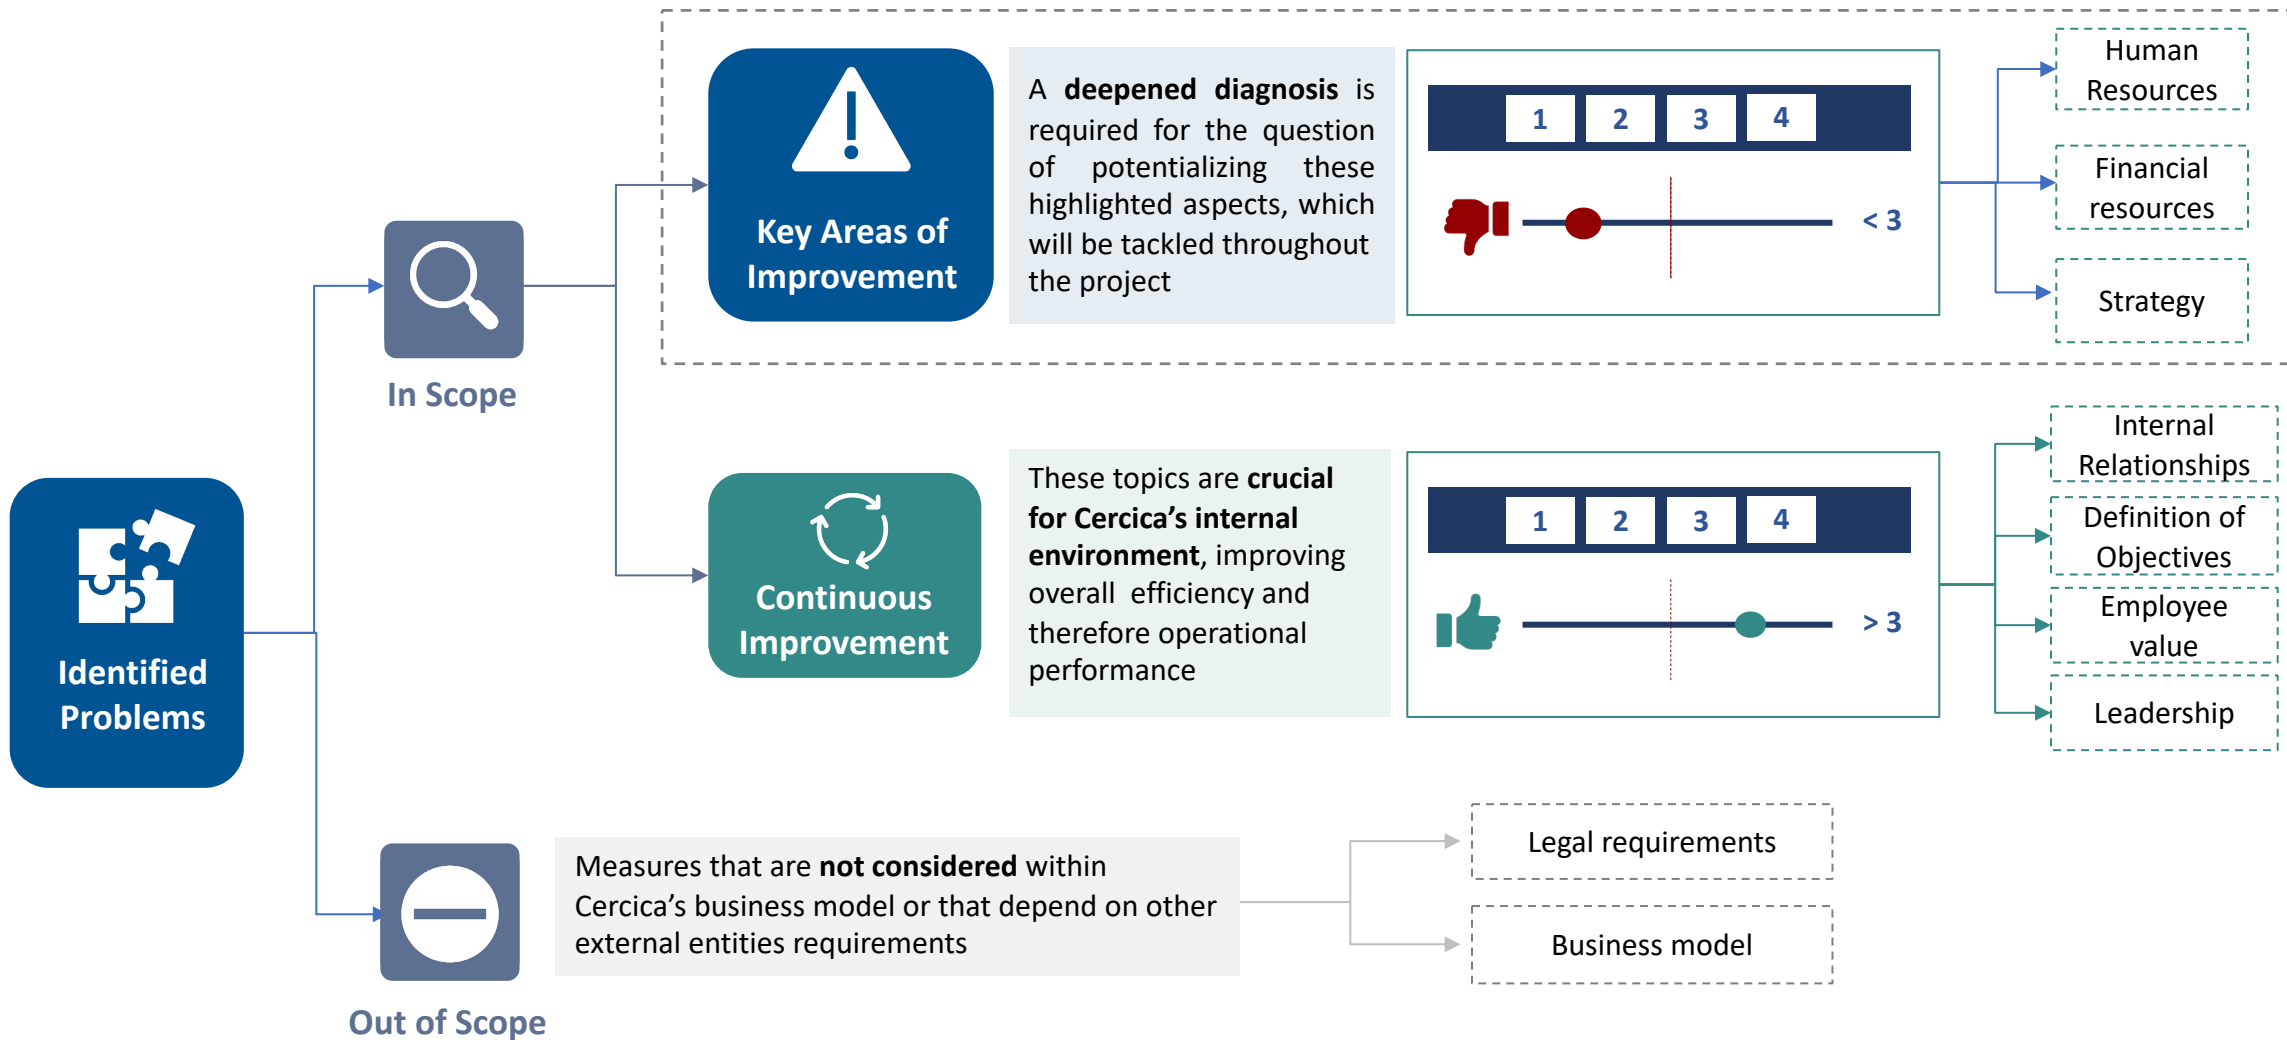 Identified
Problems
In Scope
Key Areas of
Improvement
A deepened diagnosis is
required for the question
of potentializing these
highlighted aspects, which
will be tackled throughout
the project
1 2 3 4
< 3
Human
Resources
Financial
resources
Strategy
Continuous
Improvement
These topics are crucial
for Cercica’s internal
environment, improving
overall efficiency and
therefore operational
performance
1 2 3 4
> 3
Internal
Relationships
Definition of
Objectives
Employee
value
Leadership
Out of Scope
Measures that are not considered within
Cercica’s business model or that depend on other
external entities requirements
Legal requirements
Business model